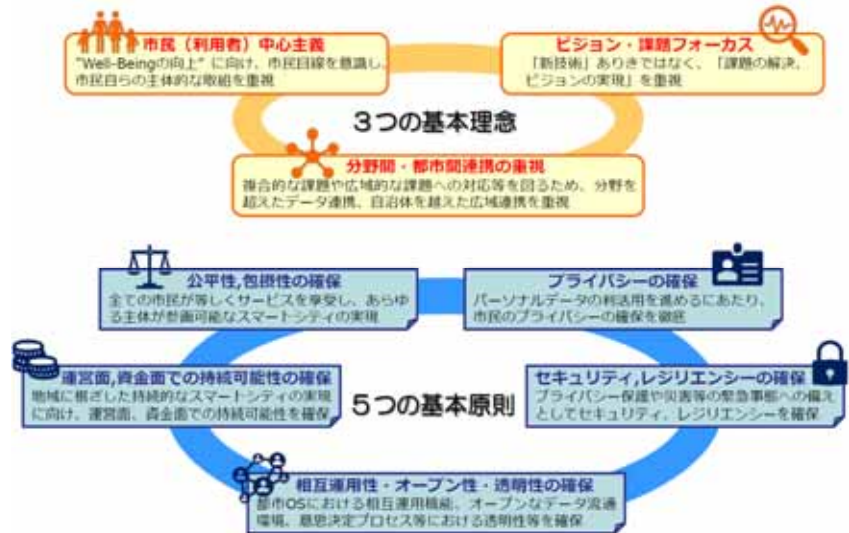 市民（利用者）中心主義
“Well-Beingの向上” に向け、市民目線を意識し、
市民自らの主体的な取組を重視
ビジョン・課題フォーカス
「新技術」ありきではなく、「課題の解決、
ビジョンの実現」を重視
３つの基本理念
分野間・都市間連携の重視
複合的な課題や広域的な課題への対応等を図るため、分野を
超えたデータ連携、自治体を越えた広域連携を重視
公平性,包摂性の確保
全ての市民が等しくサービスを享受し、あらゆ
る主体が参画可能なスマートシティの実現
プライバシーの確保
パーソナルデータの利活用を進めるにあたり、
市民のプライバシーの確保を徹底
運営面,資金面での持続可能性の確保
地域に根ざした持続的なスマートシティの実現
に向け、運営面、資金面での持続可能性を確保
セキュリティ,レジリエンシーの確保
プライバシー保護や災害等の緊急事態への備え
としてセキュリティ、レジリエンシーを確保
５つの基本原則
相互運用性・オープン性・透明性の確保
都市OSにおける相互運用機能、オープンなデータ流通
環境、意思決定プロセス等における透明性等を確保